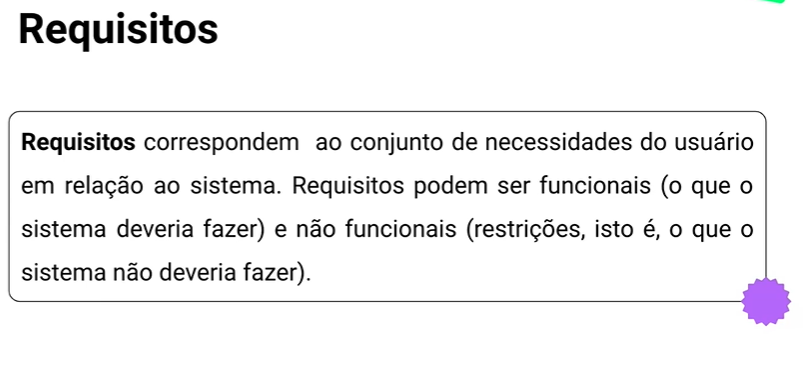 Requisitos
Requisitos correspondem ao conjunto de necessidades do usuário
em relação ao sistema. Requisitos podem ser funcionais (o que o
sistema deveria fazer) e não funcionais (restrições, isto é, o que o
sistema não deveria fazer).